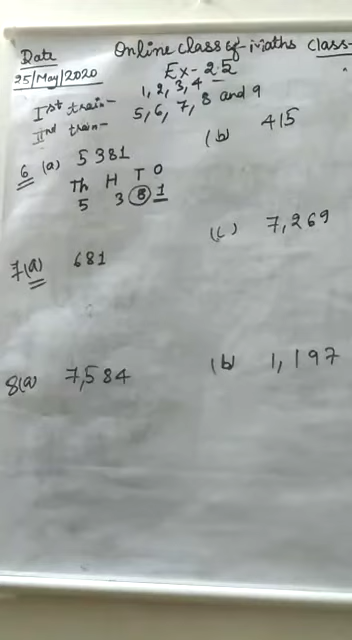 Date Online class of Maths class-
25/May/2020 Ex-2.5
Ist train- 1, 2, 3, 4
IInd train- 5, 6, 7, 8 and 9
6 (a) 5381 (b) 415
Th H T O
5 3 8 1
7(a) 681 (c) 7,269
8(a) 7,584 (b) 1,197